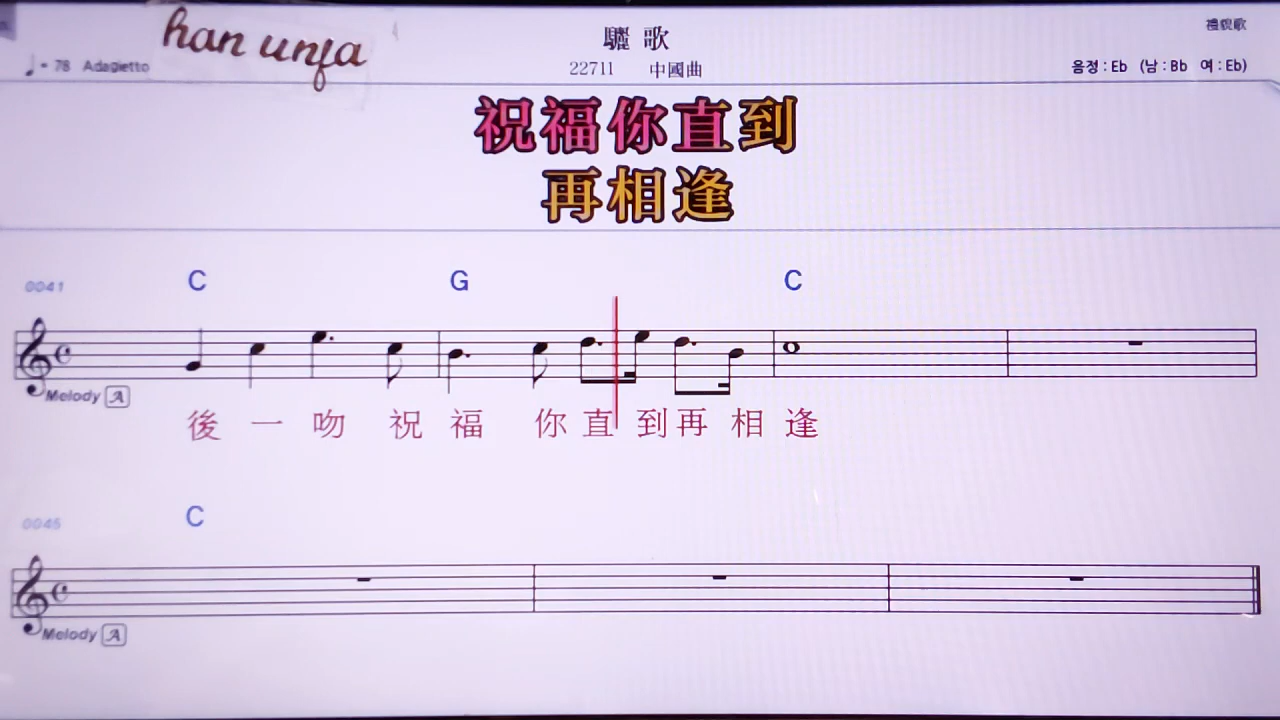 han unfa
驪歌
禮貌歌
♩= 78 Adagietto
22711 中國曲
음정 : Eb (남 : Bb 여 : Eb)
祝福你直到
再相逢
0041 C G C
Melody A
後 一 吻 祝 福 你 直 到 再 相 逢
0045 C
Melody A